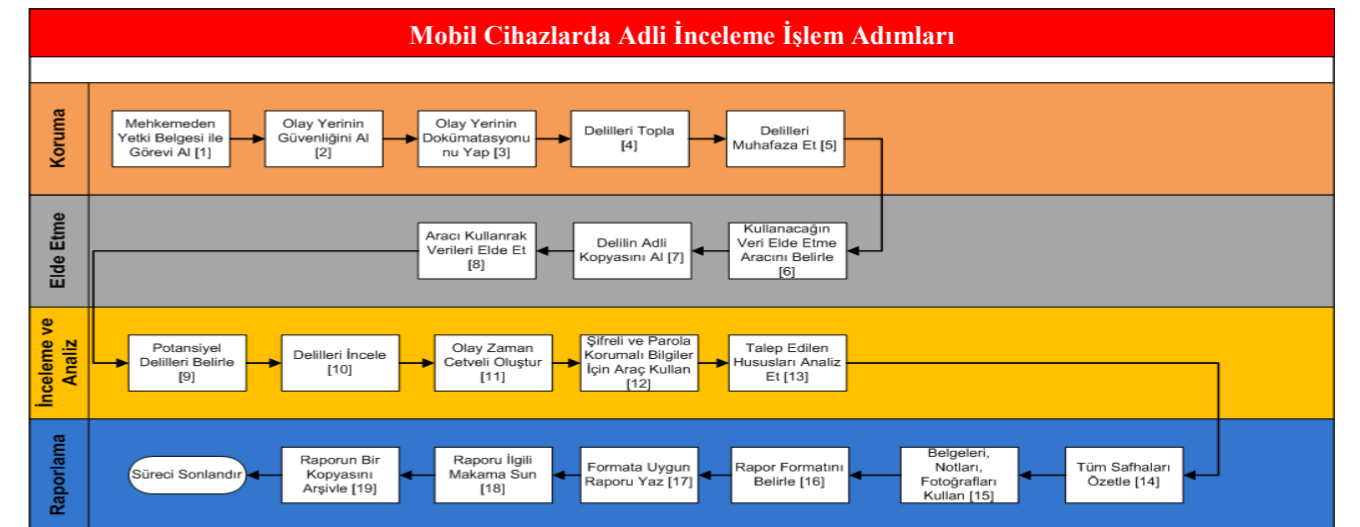 Mobil Cihazlarda Adli İnceleme İşlem Adımları
Koruma
Mehkemeden
Yetki Belgesi ile
Görevi Al [1]
Olay Yerinin
Güvenliğini Al
[2]
Olay Yerinin
Dokümatasyonu
nu Yap [3]
Delilleri Topla
[4]
Delilleri
Muhafaza Et [5]
Elde Etme
Kullanacağın
Veri Elde Etme
Aracını Belirle
[6]
Delilin Adli
Kopyasını Al [7]
Aracı Kullanrak
Verileri Elde Et
[8]
İnceleme ve
Analiz
Potansiyel
Delilleri Belirle
[9]
Delilleri İncele
[10]
Olay Zaman
Cetveli Oluştur
[11]
Şifreli ve Parola
Korumalı Bilgiler
İçin Araç Kullan
[12]
Talep Edilen
Hususları Analiz
Et [13]
Raporlama
Tüm Safhaları
Özetle [14]
Belgeleri,
Notları,
Fotoğrafları
Kullan [15]
Rapor Formatını
Belirle [16]
Formata Uygun
Raporu Yaz [17]
Raporu İlgili
Makama Sun
[18]
Raporun Bir
Kopyasını
Arşivle [19]
Süreci Sonlandır